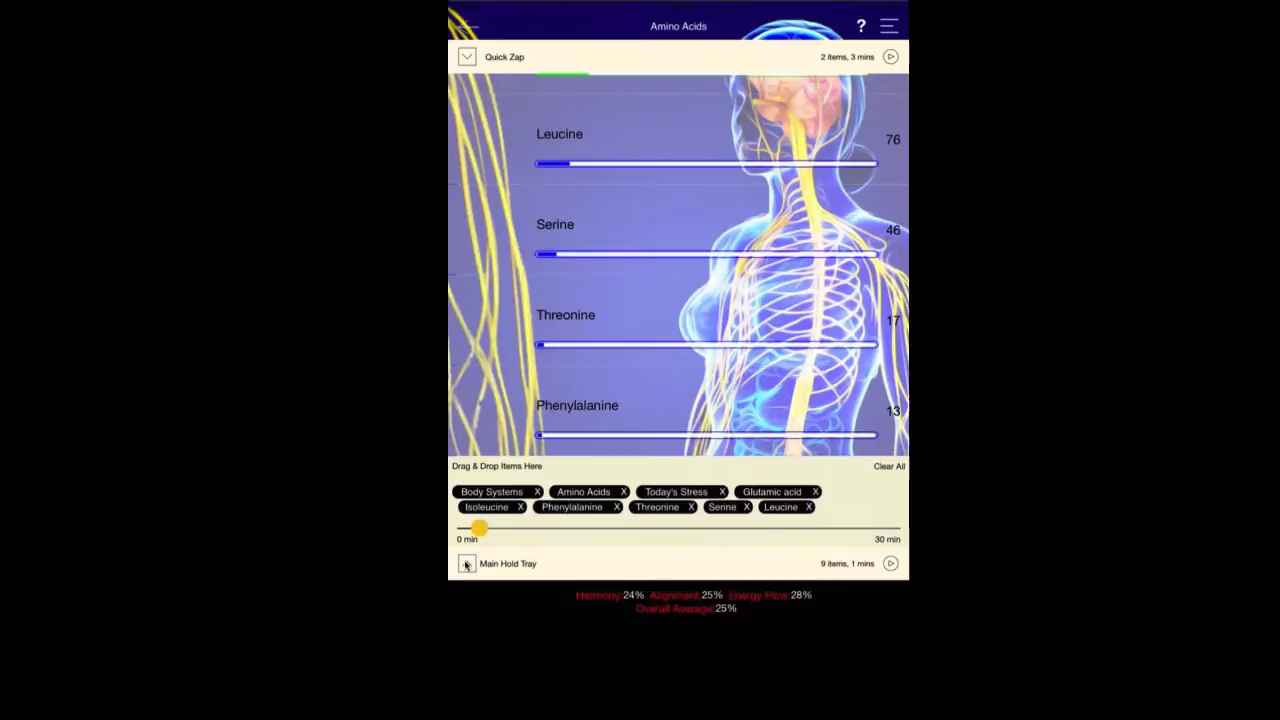 Amino Acids ?
Quick Zap 2 items, 3 mins
Leucine 76
Serine 46
Threonine 17
Phenylalanine 13
Drag & Drop Items Here Clear All
Body Systems X Amino Acids X Today's Stress X Glutamic acid X
Isoleucine X Phenylalanine X Threonine X Serine X Leucine X
0 min 30 min
Main Hold Tray 9 items, 1 mins
Harmony:24% Alignment:25% Energy Flow:28%
Overall Average:25%